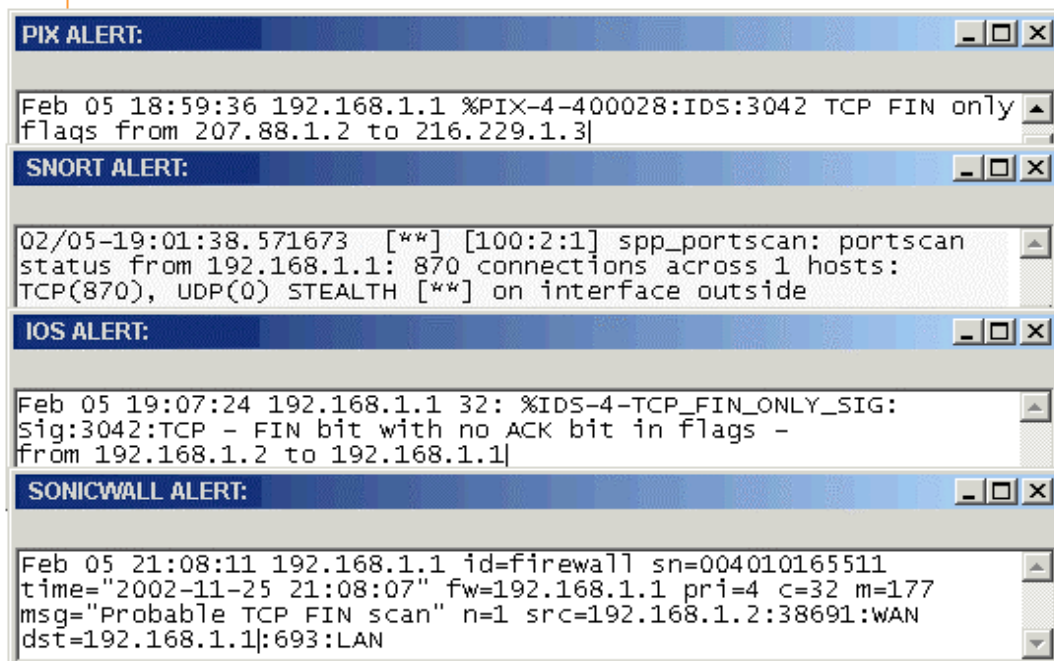 PIX ALERT:
Feb 05 18:59:36 192.168.1.1 %PIX-4-400028:IDS:3042 TCP FIN only
flags from 207.88.1.2 to 216.229.1.3
SNORT ALERT:
02/05-19:01:38.571673 [**] [100:2:1] spp_portscan: portscan
status from 192.168.1.1: 870 connections across 1 hosts:
TCP(870), UDP(0) STEALTH [**] on interface outside
IOS ALERT:
Feb 05 19:07:24 192.168.1.1 32: %IDS-4-TCP_FIN_ONLY_SIG:
Sig:3042:TCP - FIN bit with no ACK bit in flags -
from 192.168.1.2 to 192.168.1.1
SONICWALL ALERT:
Feb 05 21:08:11 192.168.1.1 id=firewall sn=004010165511
time="2002-11-25 21:08:07" fw=192.168.1.1 pri=4 c=32 m=177
msg="Probable TCP FIN scan" n=1 src=192.168.1.2:38691:WAN
dst=192.168.1.1:693:LAN